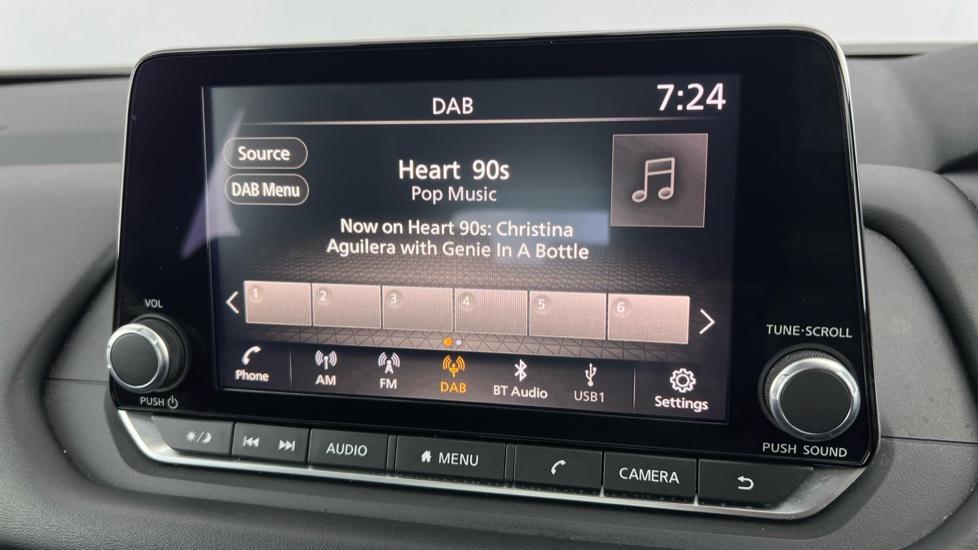 DAB
7:24
Source
DAB Menu
Heart 90s
Pop Music
Now on Heart 90s: Christina
Aguilera with Genie In A Bottle
1 2 3 4 5 6
Phone AM FM DAB BT Audio USB1 Settings
VOL
PUSH
TUNE·SCROLL
PUSH SOUND
AUDIO MENU CAMERA